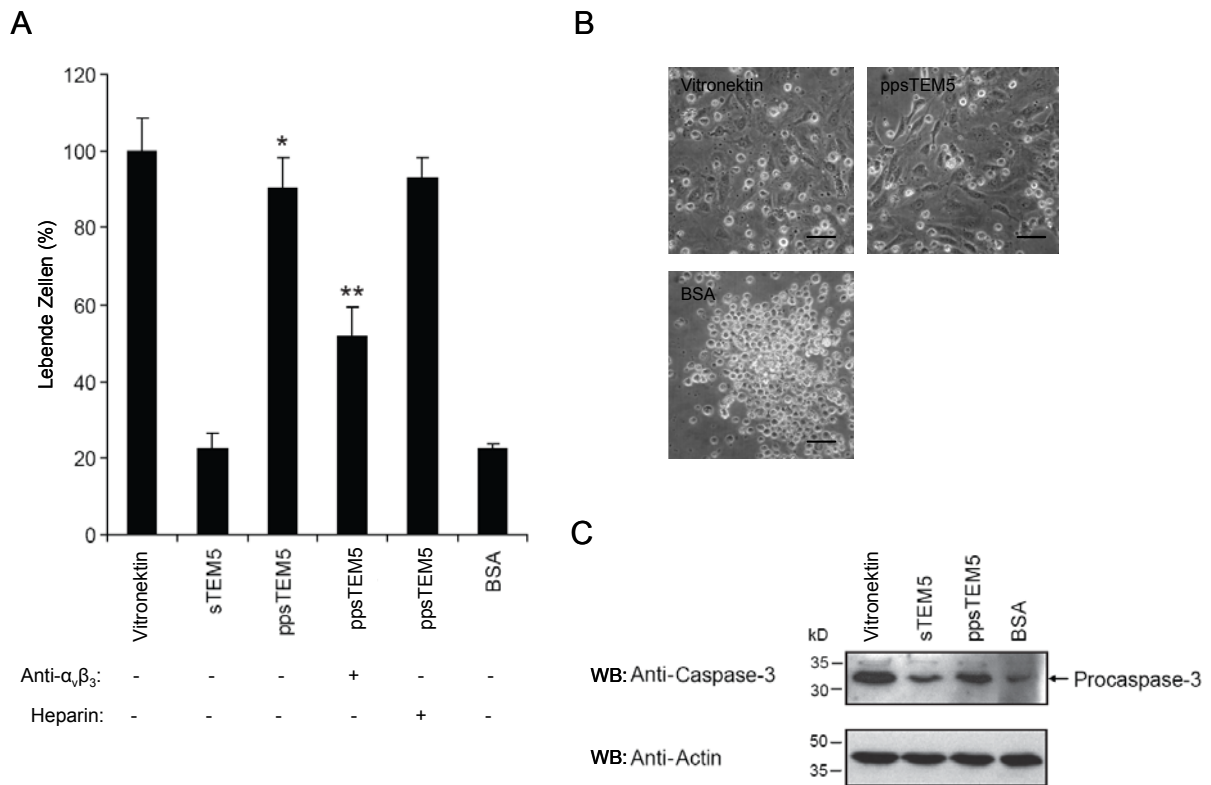 A
B
120
100
80
60
40
20
0
Lebende Zellen (%)
*
**
Vitronektin
sTEM5
ppsTEM5
ppsTEM5
ppsTEM5
BSA
Anti-αvβ3: - - - + - -
Heparin: - - - - + -
Vitronektin
ppsTEM5
BSA
C
Vitronektin
sTEM5
ppsTEM5
BSA
kD
WB: Anti-Caspase-3
35
30
Procaspase-3
WB: Anti-Actin
50
35